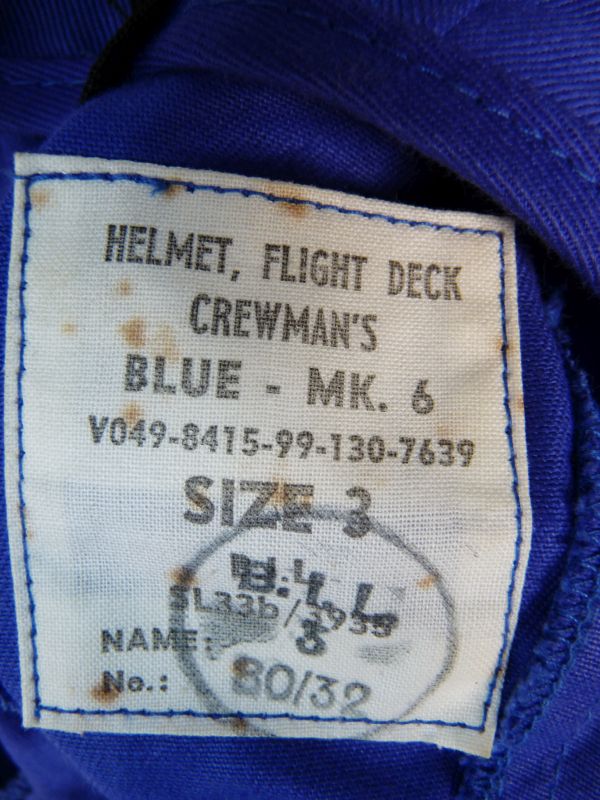 HELMET, FLIGHT DECK
CREWMAN'S
BLUE - MK. 6
V049-8415-99-130-7639
SIZE 3
NAME:
No.: 80/32